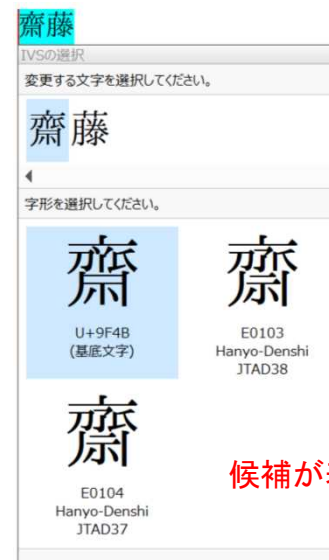 齋藤
IVSの選択
変更する文字を選択してください。
齋藤
字形を選択してください。
齋
U+9F4B
(基底文字)
齋󠄃
E0103
Hanyo-Denshi
JTAD38
齋󠄄
E0104
Hanyo-Denshi
JTAD37
候補が